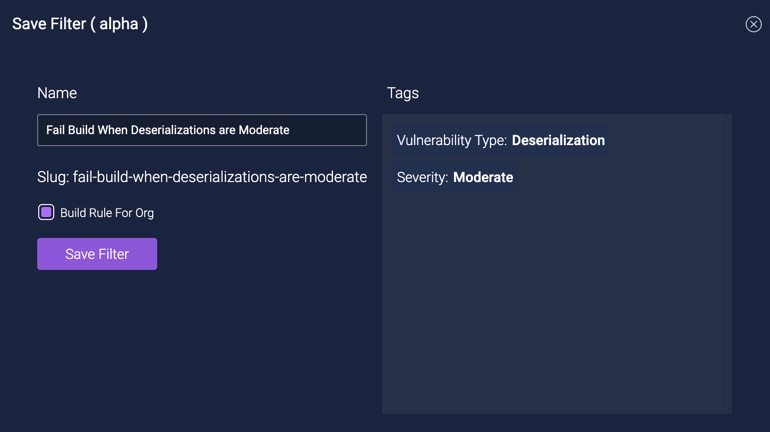 Save Filter ( alpha )
Name
Fail Build When Deserializations are Moderate
Slug: fail-build-when-deserializations-are-moderate
Build Rule For Org
Save Filter
Tags
Vulnerability Type: Deserialization
Severity: Moderate